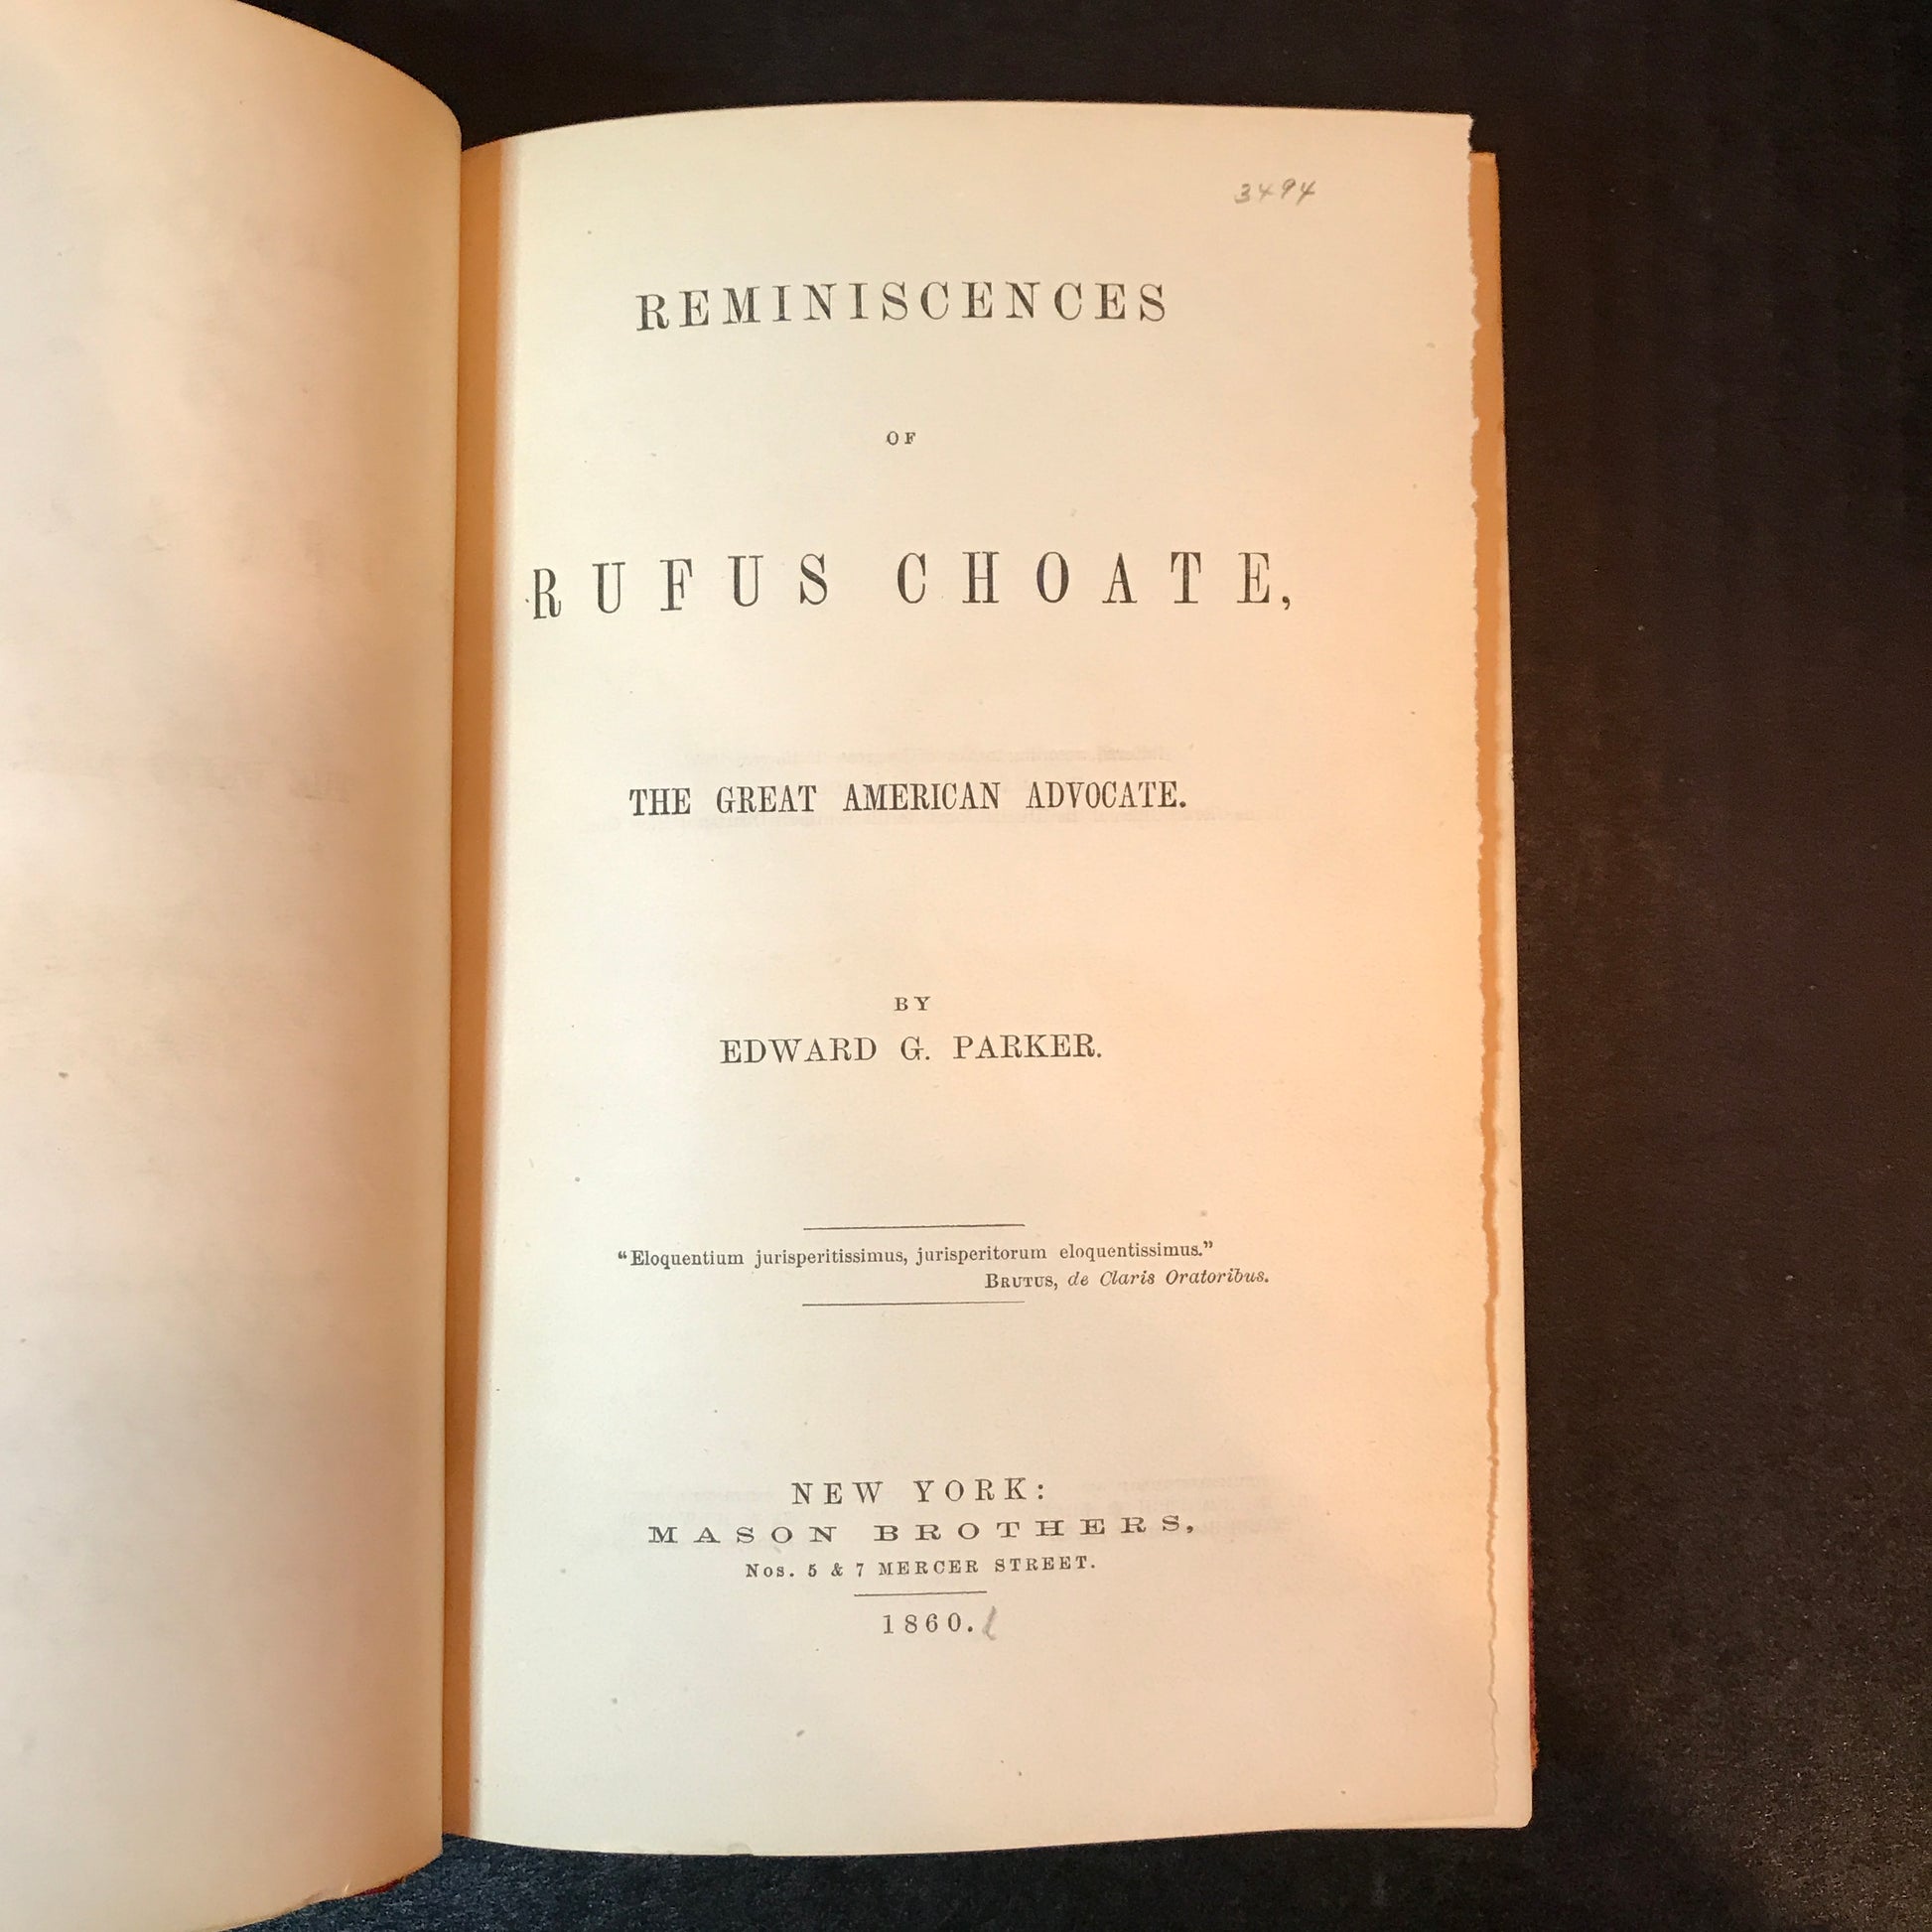 3494
REMINISCENCES
OF
RUFUS CHOATE,
THE GREAT AMERICAN ADVOCATE.
BY
EDWARD G. PARKER.
“Eloquentium jurisperitissimus, jurisperitorum eloquentissimus.”
BRUTUS, de Claris Oratoribus.
NEW YORK:
MASON BROTHERS,
Nos. 5 & 7 MERCER STREET.
1860.